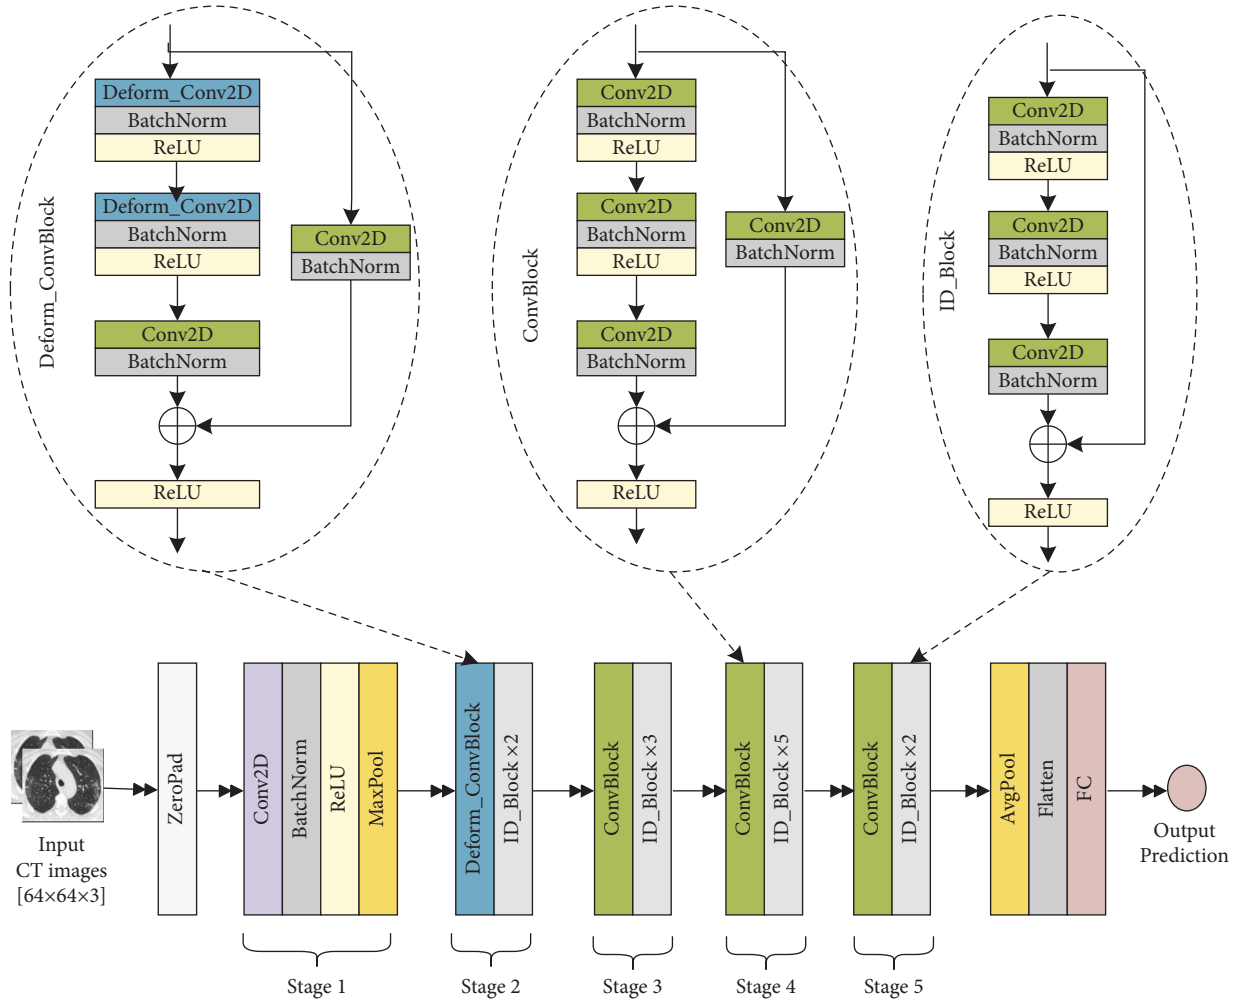 Deform_ConvBlock
Deform_Conv2D
BatchNorm
ReLU
Deform_Conv2D
BatchNorm
ReLU
Conv2D
BatchNorm
ReLU
Conv2D
BatchNorm
ConvBlock
Conv2D
BatchNorm
ReLU
Conv2D
BatchNorm
ReLU
Conv2D
BatchNorm
ReLU
Conv2D
BatchNorm
ID_Block
Conv2D
BatchNorm
ReLU
Conv2D
BatchNorm
ReLU
Conv2D
BatchNorm
ReLU
Input
CT images
[64×64×3]
ZeroPad
Conv2D
BatchNorm
ReLU
MaxPool
Deform_ConvBlock
ID_Block ×2
ConvBlock
ID_Block ×3
ConvBlock
ID_Block ×5
ConvBlock
ID_Block ×2
AvgPool
Flatten
FC
Output
Prediction
Stage 1
Stage 2
Stage 3
Stage 4
Stage 5